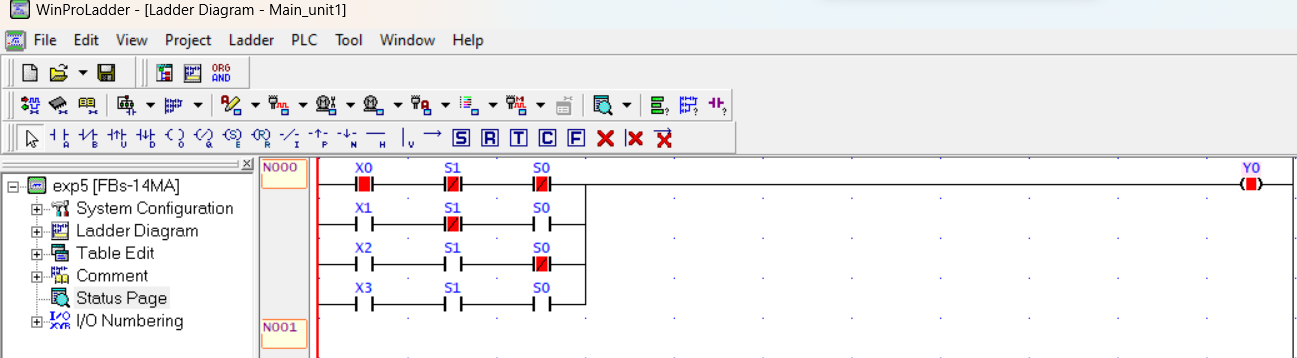 WinProLadder - [Ladder Diagram - Main_unit1]
File Edit View Project Ladder PLC Tool Window Help
ORG
AND
A B U D O Q E R I P N H V S R T C F X X X
exp5 [FBs-14MA]
System Configuration
Ladder Diagram
Table Edit
Comment
Status Page
I/O Numbering
N000
X0 S1 S0 Y0
X1 S1 S0
X2 S1 S0
X3 S1 S0
N001